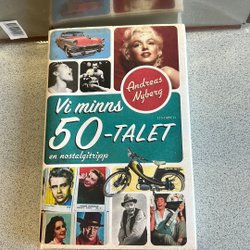 Andreas
Nyberg
Vi minns
50-TALET
en nostalgitripp